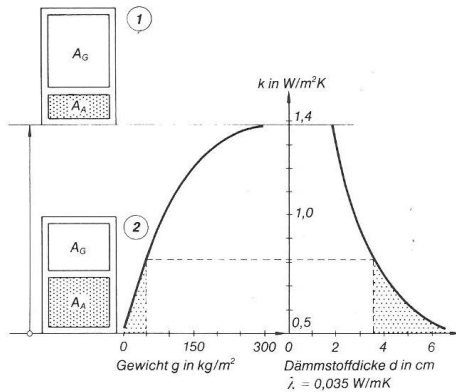 1
A_G
A_A
k in W/m²K
1,4
1,0
0,5
2
A_G
A_A
0 150 300
Gewicht g in kg/m²
0 2 4 6
Dämmstoffdicke d in cm
λ = 0,035 W/mK